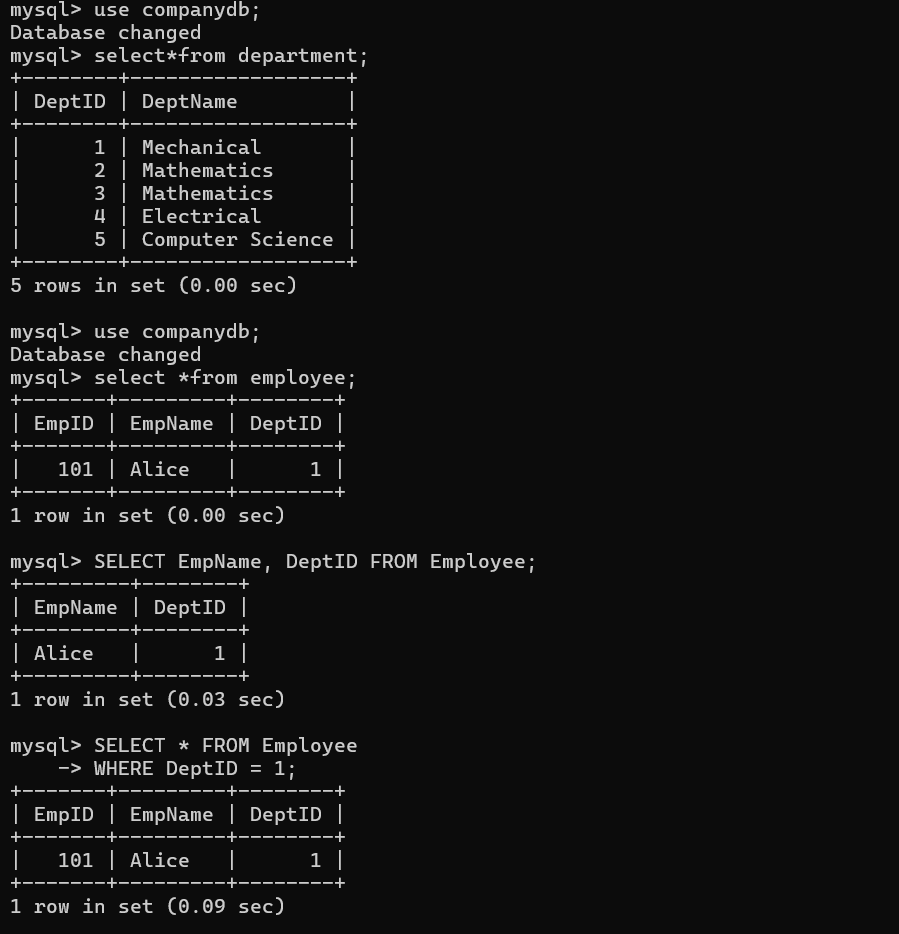 mysql> use companydb;
Database changed
mysql> select*from department;
+--------+------------------+
| DeptID | DeptName         |
+--------+------------------+
|      1 | Mechanical       |
|      2 | Mathematics      |
|      3 | Mathematics      |
|      4 | Electrical       |
|      5 | Computer Science |
+--------+------------------+
5 rows in set (0.00 sec)

mysql> use companydb;
Database changed
mysql> select *from employee;
+-------+---------+--------+
| EmpID | EmpName | DeptID |
+-------+---------+--------+
|   101 | Alice   |      1 |
+-------+---------+--------+
1 row in set (0.00 sec)

mysql> SELECT EmpName, DeptID FROM Employee;
+---------+--------+
| EmpName | DeptID |
+---------+--------+
| Alice   |      1 |
+---------+--------+
1 row in set (0.03 sec)

mysql> SELECT * FROM Employee
    -> WHERE DeptID = 1;
+-------+---------+--------+
| EmpID | EmpName | DeptID |
+-------+---------+--------+
|   101 | Alice   |      1 |
+-------+---------+--------+
1 row in set (0.09 sec)